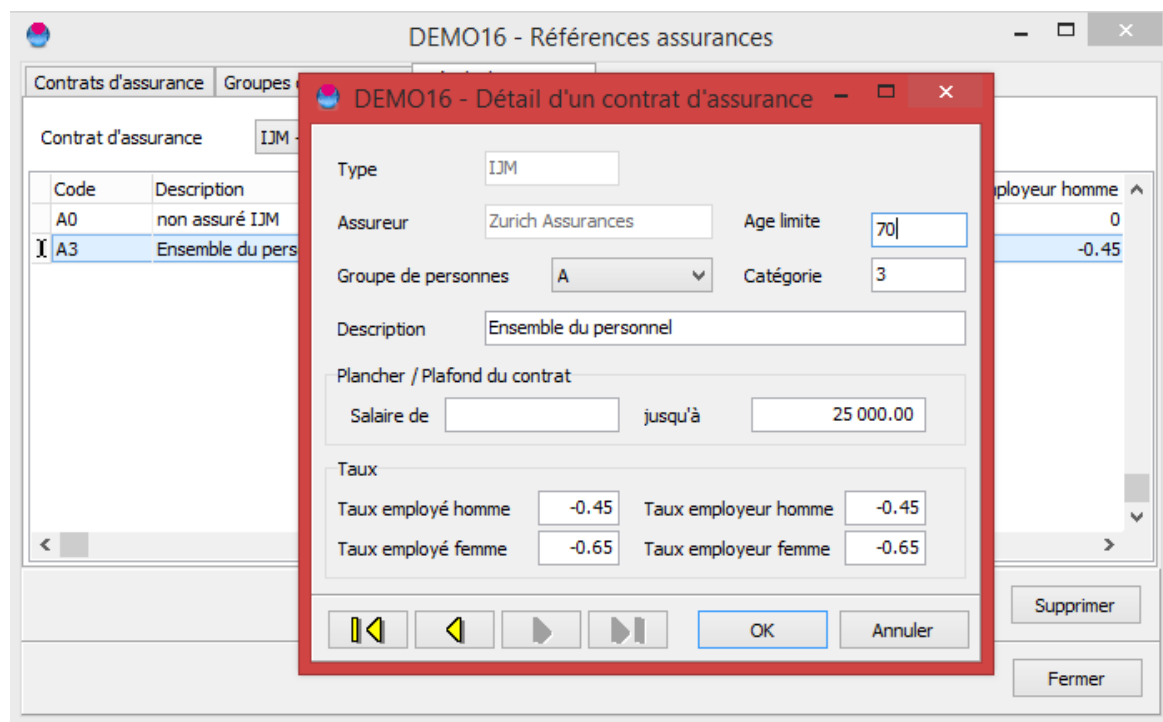 DEMO16 - Références assurances
Contrats d'assurance Groupes
DEMO16 - Détail d'un contrat d'assurance
Contrat d'assurance IJM -
Code Description employeur homme
A0 non assuré IJM 0
A3 Ensemble du pers -0.45
Type IJM
Assureur Zurich Assurances Age limite 70
Groupe de personnes A Catégorie 3
Description Ensemble du personnel
Plancher / Plafond du contrat
Salaire de jusqu'à 25 000.00
Taux
Taux employé homme -0.45 Taux employeur homme -0.45
Taux employé femme -0.65 Taux employeur femme -0.65
OK Annuler
Supprimer
Fermer